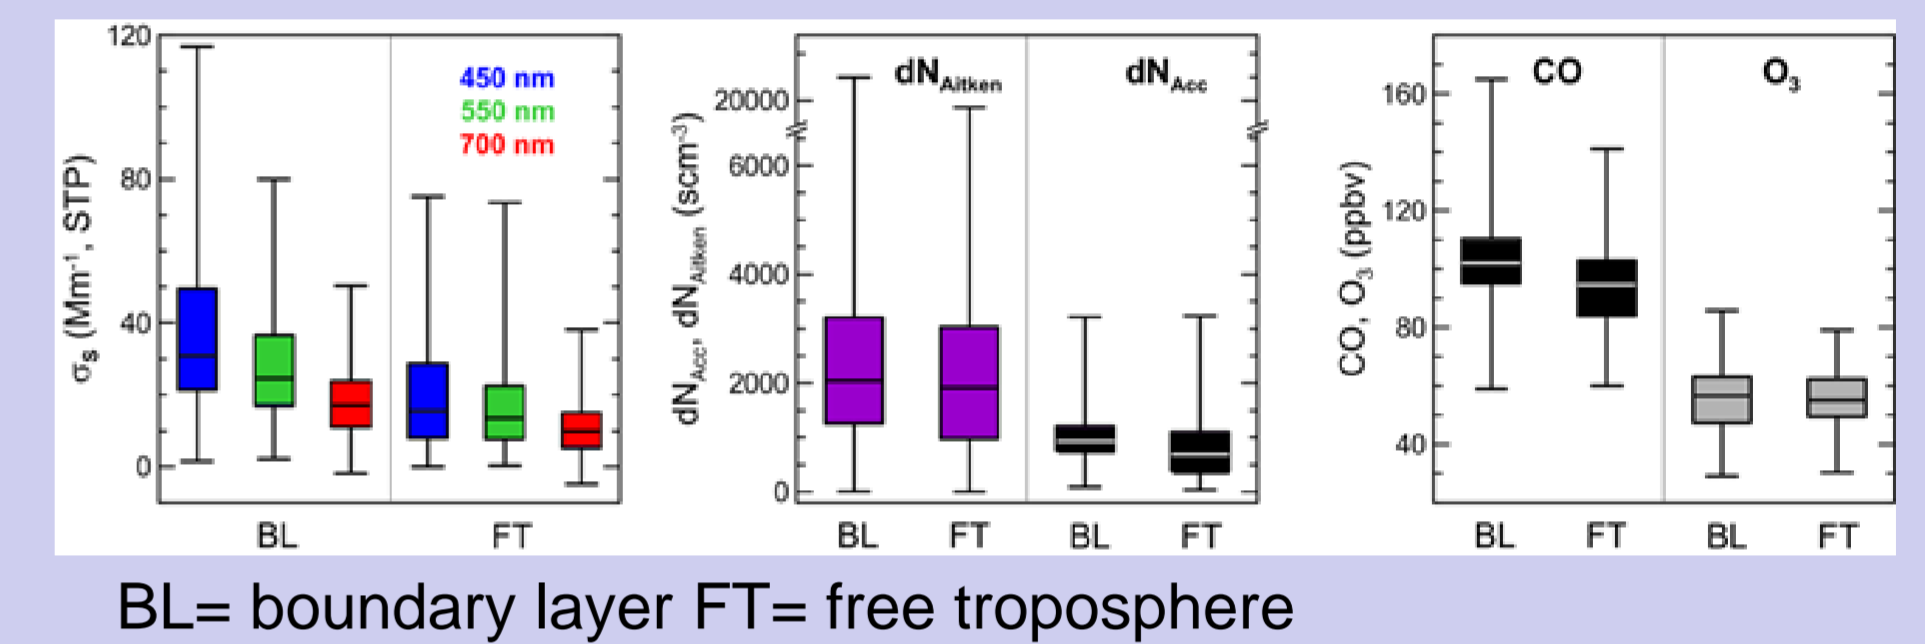 σs (Mm-1, STP)
120
80
40
0
450 nm
550 nm
700 nm
BL
FT
dNAcc, dNAitken (scm-3)
20000
6000
4000
2000
0
dNAitken
dNAcc
BL
FT
BL
FT
CO, O3 (ppbv)
160
120
80
40
CO
O3
BL
FT
BL
FT
BL= boundary layer FT= free troposphere